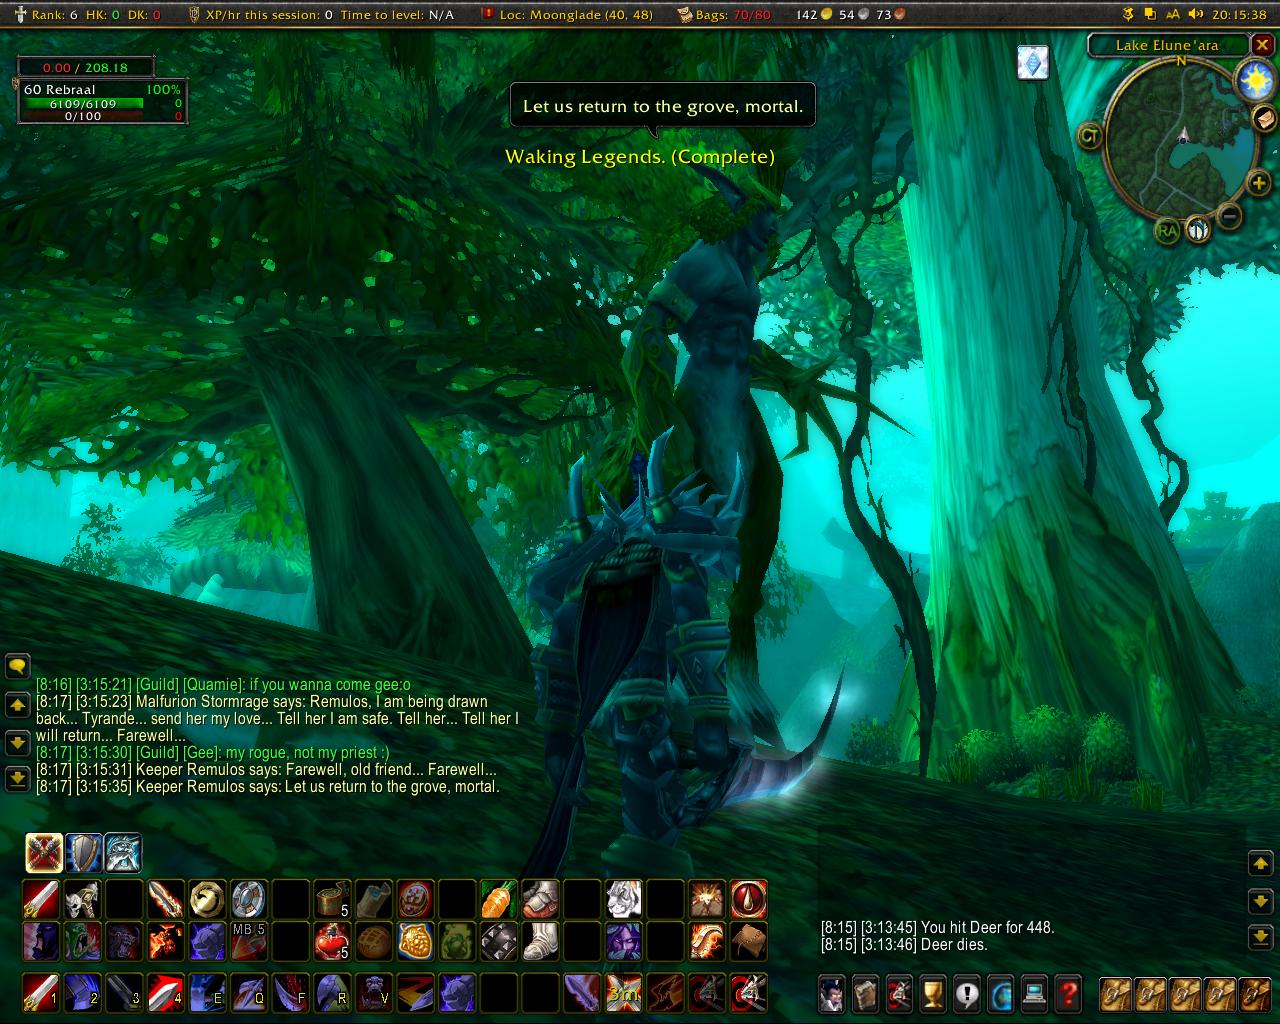 Rank: 6 HK: 0 DK: 0 XP/hr this session: 0 Time to level: N/A Loc: Moonglade (40, 48) Bags: 70/80 142 54 73 20:15:38
Lake Elune'ara
N
0.00 / 208.18
60 Rebraal 100%
6109/6109 0
0/100 0
Let us return to the grove, mortal.
Waking Legends. (Complete)
CT
RA
[8:16] [3:15:21] [Guild] [Quamie]: if you wanna come gee:o
[8:17] [3:15:23] Malfurion Stormrage says: Remulos, I am being drawn
back... Tyrande... send her my love... Tell her I am safe. Tell her... Tell her I
will return... Farewell...
[8:17] [3:15:30] [Guild] [Gee]: my rogue, not my priest :)
[8:17] [3:15:31] Keeper Remulos says: Farewell, old friend... Farewell...
[8:17] [3:15:35] Keeper Remulos says: Let us return to the grove, mortal.
[8:15] [3:13:45] You hit Deer for 448.
[8:15] [3:13:46] Deer dies.
5
MB 5 5
1 2 3 4 E Q F R V 3m